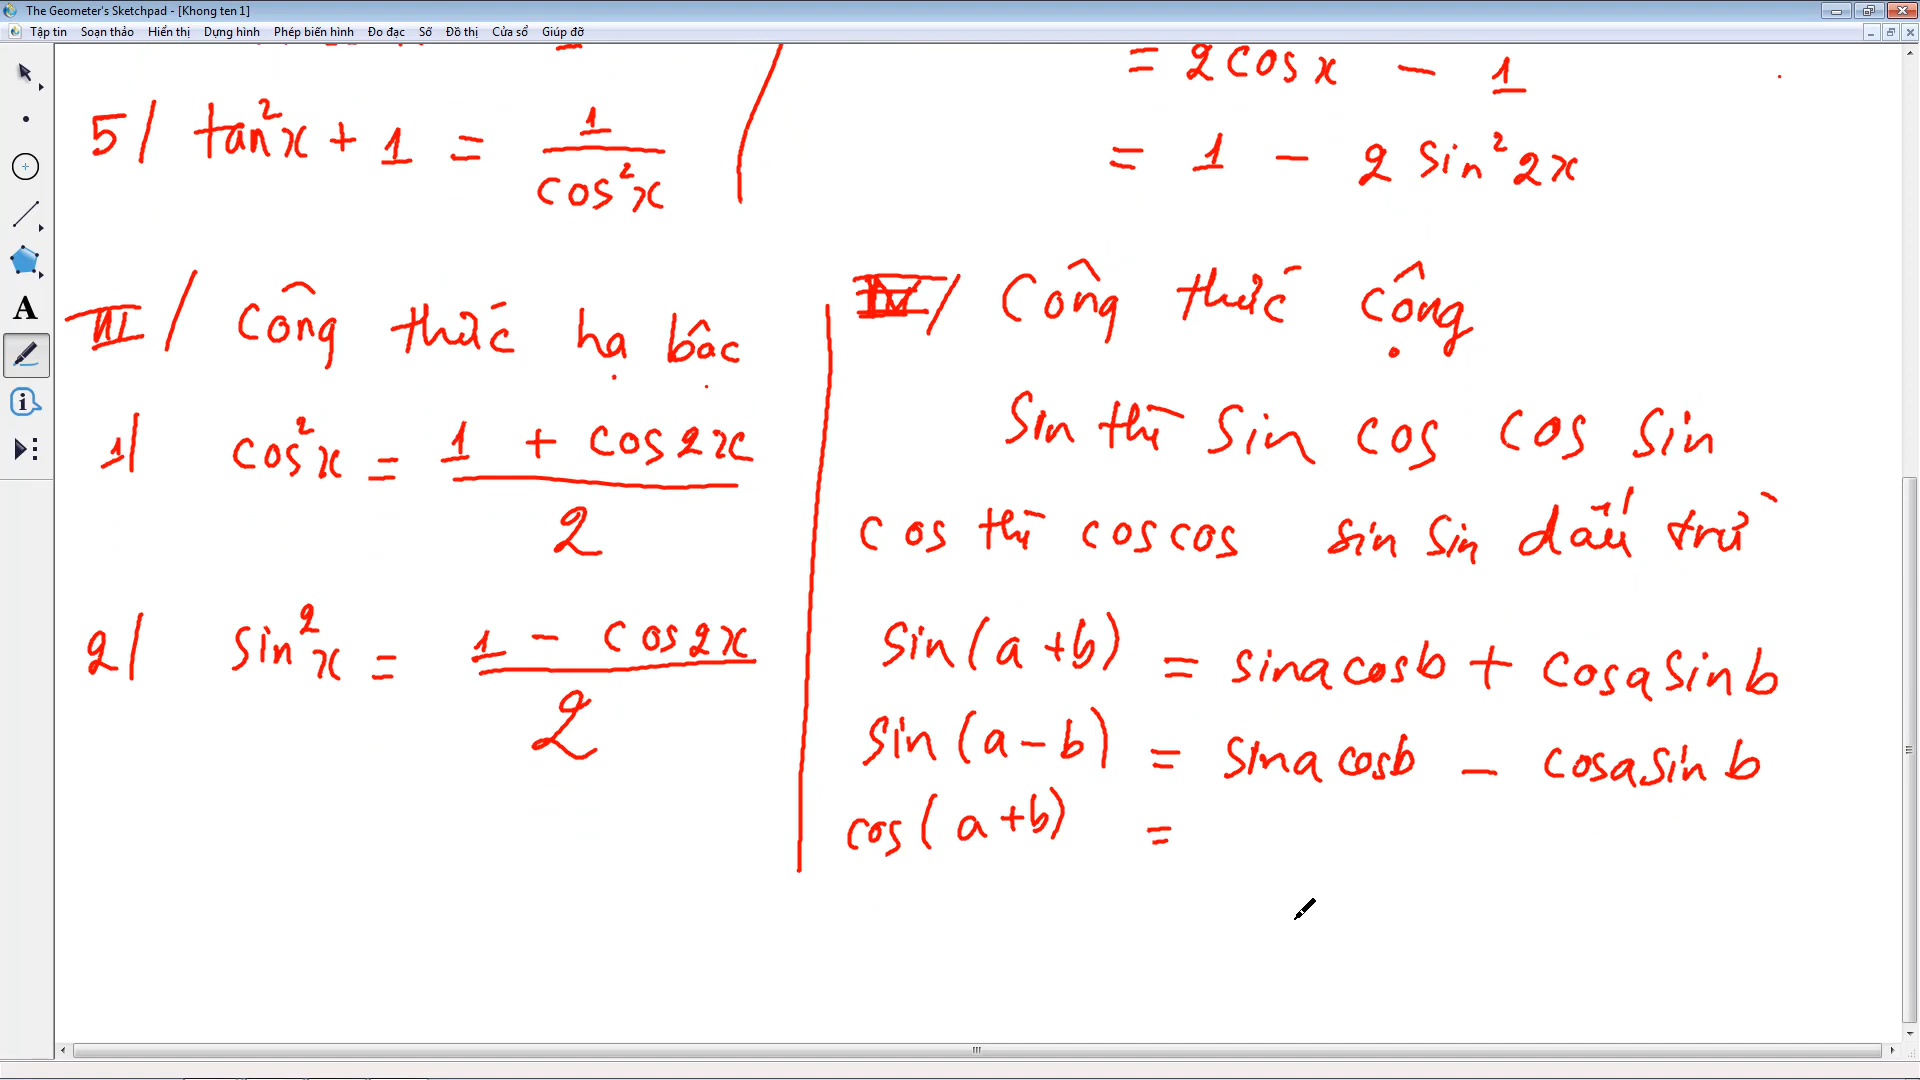 The Geometer's Sketchpad - [Khong ten 1]
Tập tin Soạn thảo Hiển thị Dựng hình Phép biến hình Đo đạc Số Đồ thị Cửa sổ Giúp đỡ
5/ tan²x + 1 = 1/cos²x
= 2cosx - 1
= 1 - 2 sin²2x
III/ Công thức hạ bậc
1/ cos²x = (1 + cos2x)/2
2/ sin²x = (1 - cos2x)/2
IV/ Công thức cộng
Sin thì sin cos cos sin
cos thì coscos sin sin dấu trừ
sin(a+b) = sinacosb + cosasinb
sin(a-b) = sinacosb - cosasinb
cos(a+b) =
A